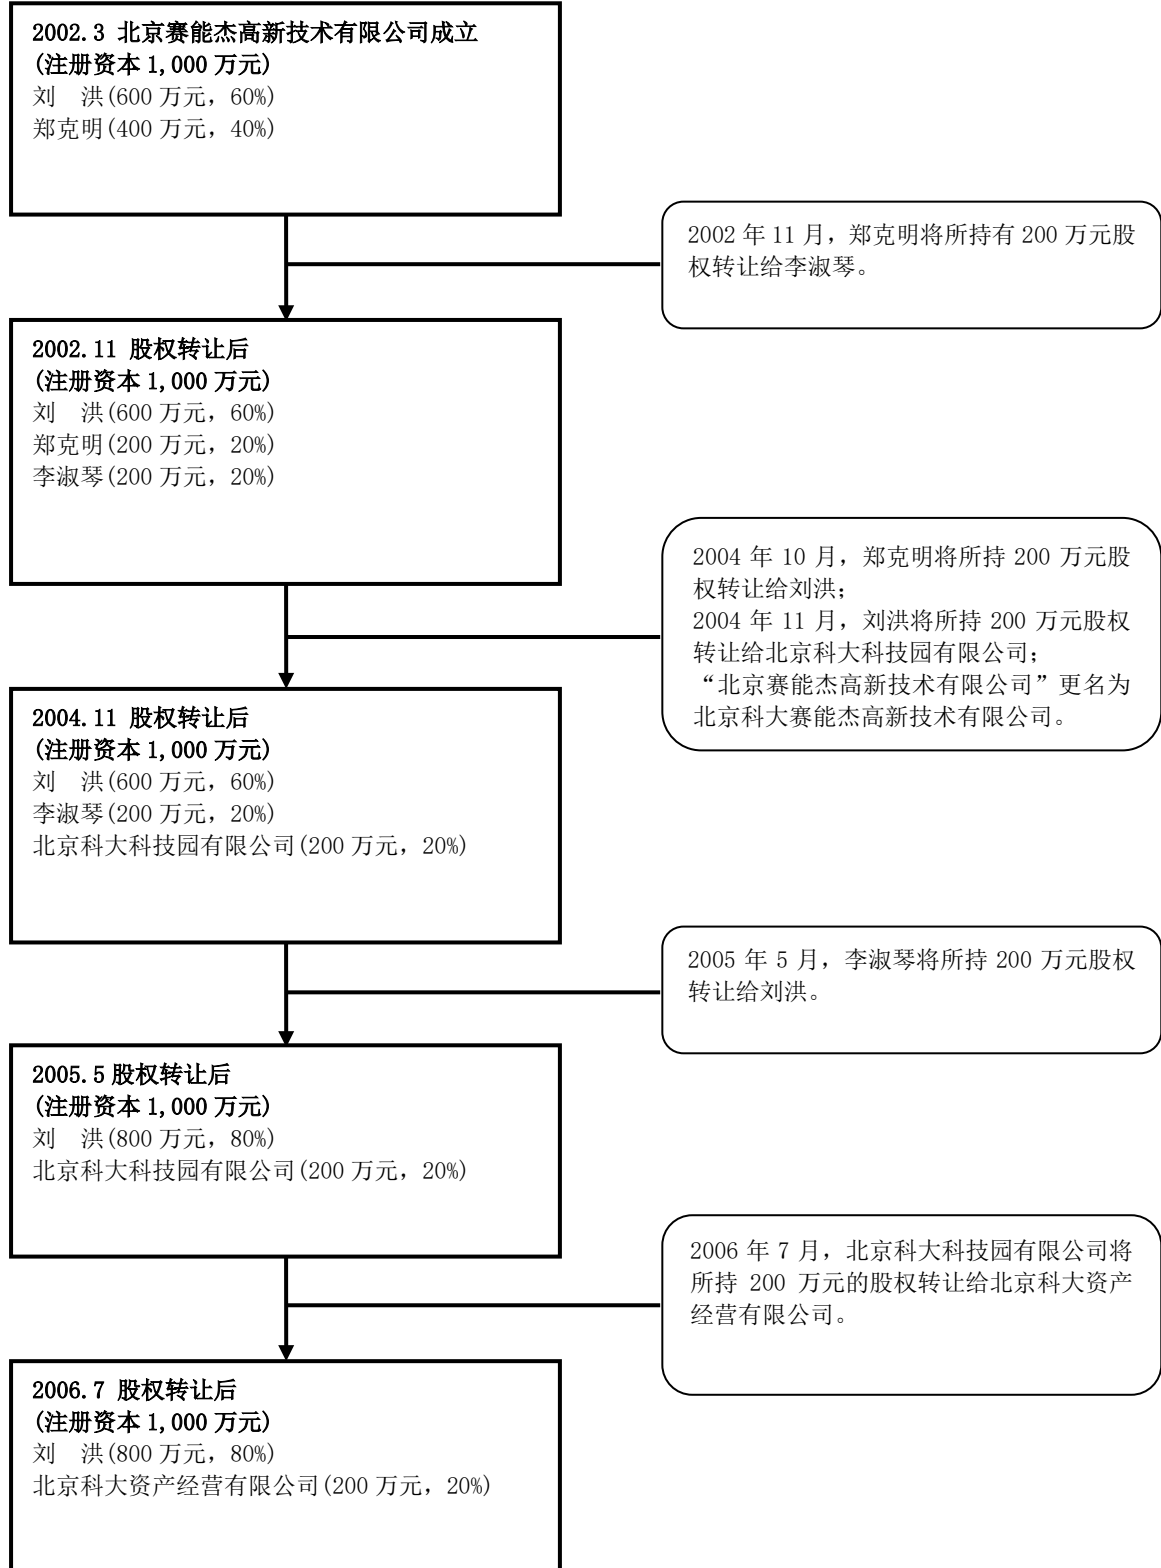 2002.3 北京赛能杰高新技术有限公司成立
(注册资本 1,000 万元)
刘　洪(600 万元，60%)
郑克明(400 万元，40%)
2002 年 11 月，郑克明将所持有 200 万元股
权转让给李淑琴。
2002.11 股权转让后
(注册资本 1,000 万元)
刘　洪(600 万元，60%)
郑克明(200 万元，20%)
李淑琴(200 万元，20%)
2004 年 10 月，郑克明将所持 200 万元股
权转让给刘洪；
2004 年 11 月，刘洪将所持 200 万元股权
转让给北京科大科技园有限公司；
“北京赛能杰高新技术有限公司”更名为
北京科大赛能杰高新技术有限公司。
2004.11 股权转让后
(注册资本 1,000 万元)
刘　洪(600 万元，60%)
李淑琴(200 万元，20%)
北京科大科技园有限公司(200 万元，20%)
2005 年 5 月，李淑琴将所持 200 万元股权
转让给刘洪。
2005.5 股权转让后
(注册资本 1,000 万元)
刘　洪(800 万元，80%)
北京科大科技园有限公司(200 万元，20%)
2006 年 7 月，北京科大科技园有限公司将
所持 200 万元的股权转让给北京科大资产
经营有限公司。
2006.7 股权转让后
(注册资本 1,000 万元)
刘　洪(800 万元，80%)
北京科大资产经营有限公司(200 万元，20%)